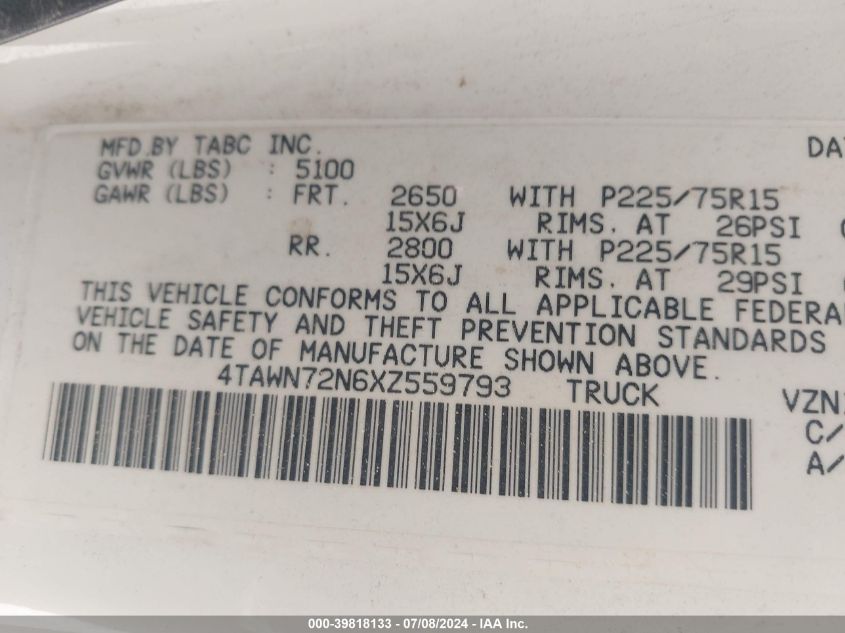 MFD.BY TABC INC. DA
GVWR (LBS) : 5100
GAWR (LBS) : FRT. 2650 WITH P225/75R15
15X6J RIMS. AT 26PSI
RR. 2800 WITH P225/75R15
15X6J RIMS. AT 29PSI
THIS VEHICLE CONFORMS TO ALL APPLICABLE FEDERA
VEHICLE SAFETY AND THEFT PREVENTION STANDARDS
ON THE DATE OF MANUFACTURE SHOWN ABOVE.
4TAWN72N6XZ559793 TRUCK VZN
C/
A/
000-39818133 - 07/08/2024 - IAA Inc.